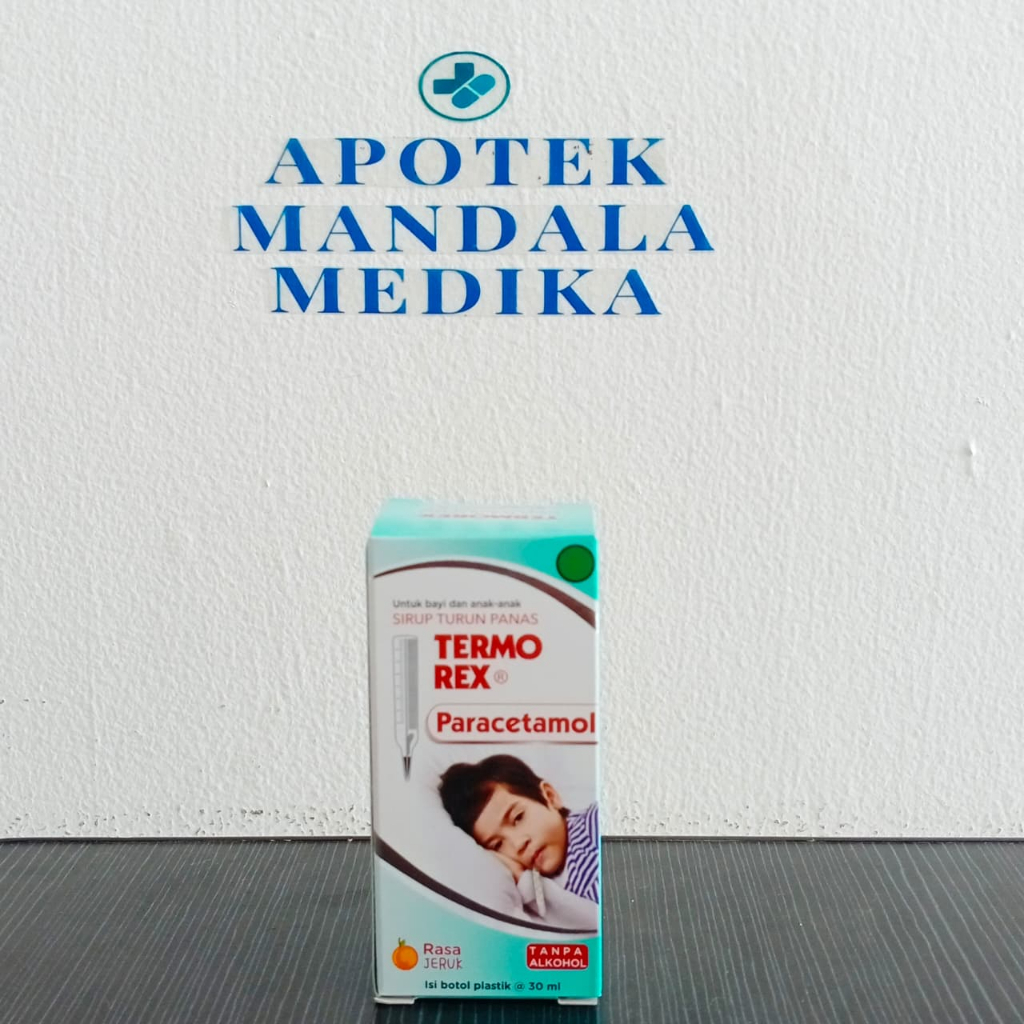 APOTEK
MANDALA
MEDIKA
Untuk bayi dan anak-anak
SIRUP TURUN PANAS
TERMO
REX®
Paracetamol
Rasa
JERUK
TANPA
ALKOHOL
Isi botol plastik @ 30 ml